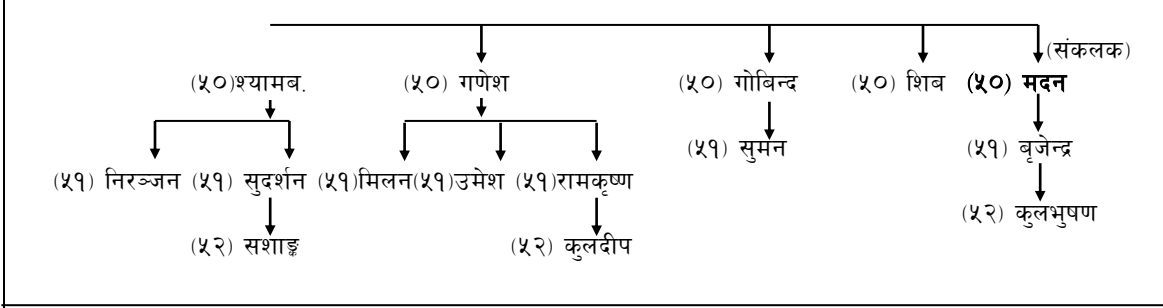 (संकलक)
(५०)श्यामब. (५०) गणेश (५०) गोबिन्द (५०) शिब (५०) मदन
(५१) सुमन (५१) बृजेन्द्र
(५१) निरञ्जन (५१) सुदर्शन (५१)मिलन(५१)उमेश (५१)रामकृष्ण
(५२) कुलभुषण
(५२) सशाङ्क (५२) कुलदीप